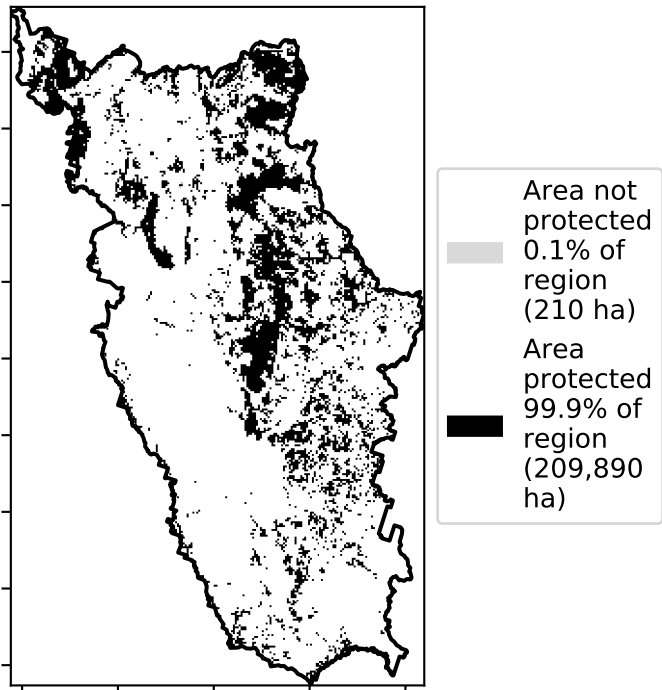 Area not
protected
0.1% of
region
(210 ha)
Area
protected
99.9% of
region
(209,890
ha)